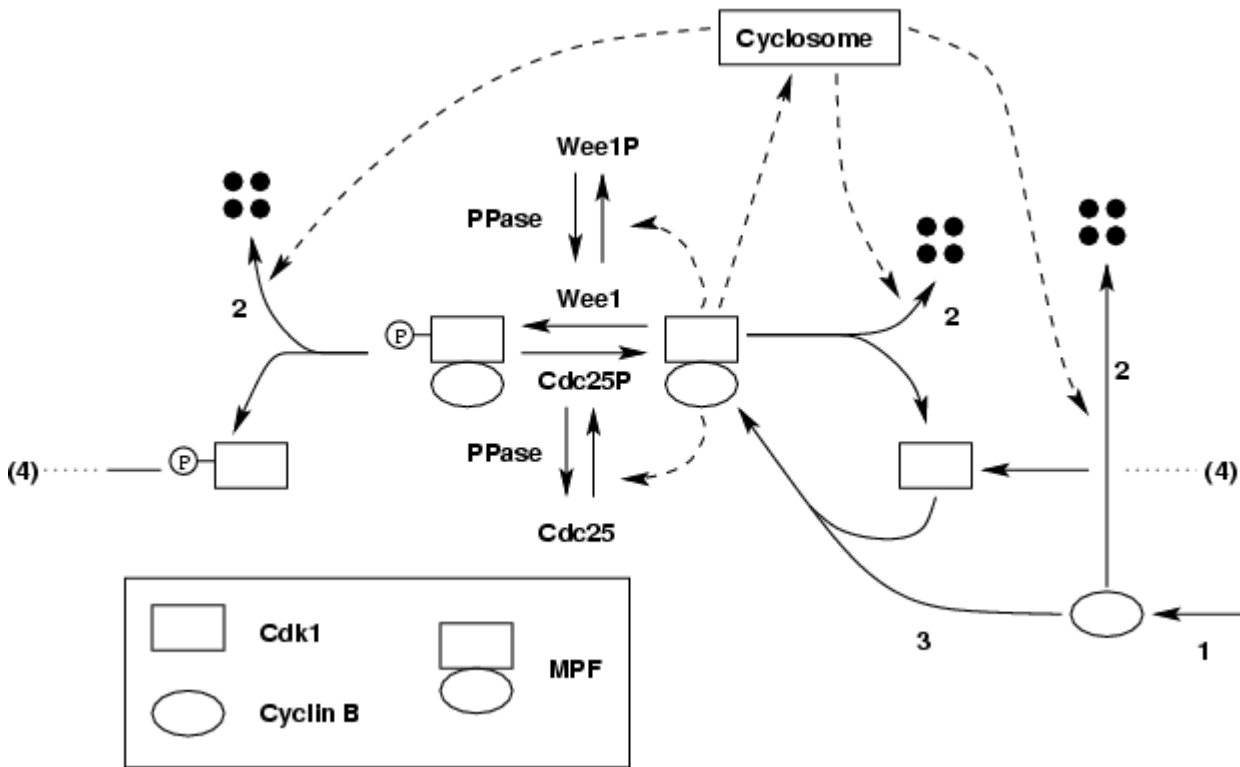 Cyclosome
Wee1P
PPase
Wee1
2
P
2
2
Cdc25P
PPase
(4)
P
(4)
Cdc25
Cdk1
MPF
Cyclin B
3
1